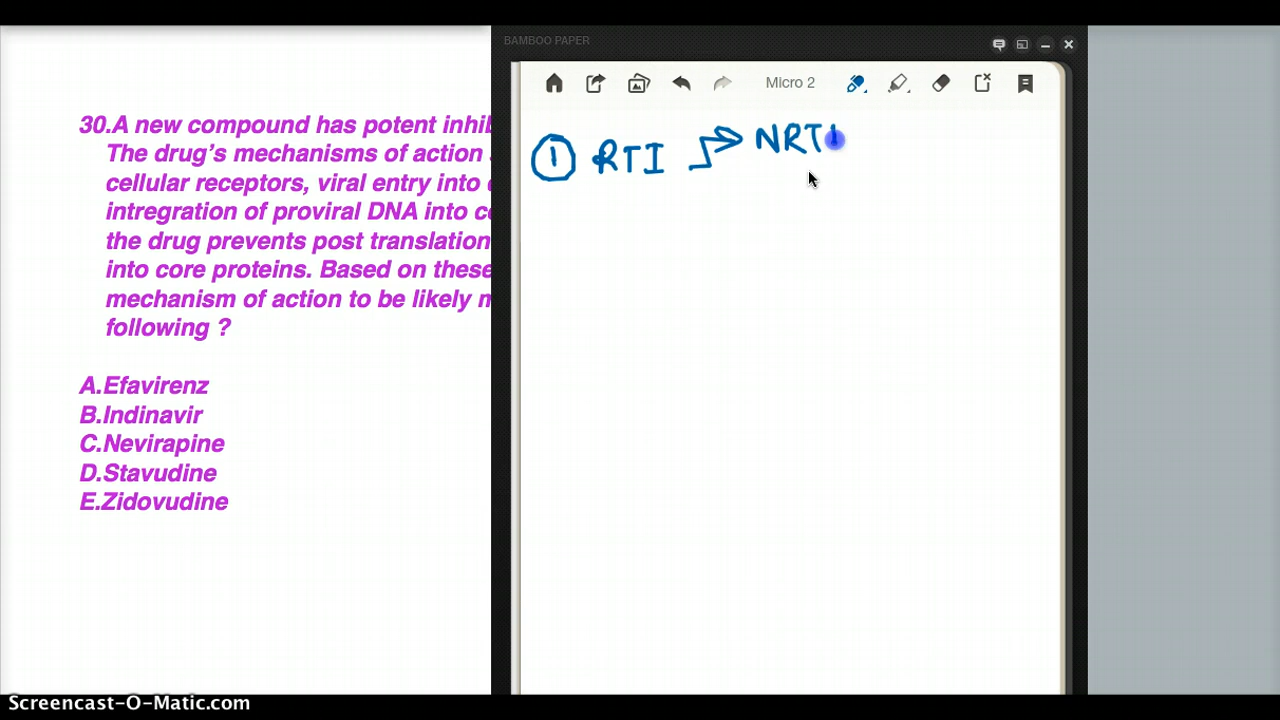 BAMBOO PAPER
Micro 2
30.A new compound has potent inhib
The drug's mechanisms of action
cellular receptors, viral entry into
intregration of proviral DNA into c
the drug prevents post translation
into core proteins. Based on these
mechanism of action to be likely
following ?
A.Efavirenz
B.Indinavir
C.Nevirapine
D.Stavudine
E.Zidovudine
1 RTI NRTI
Screencast-O-Matic.com